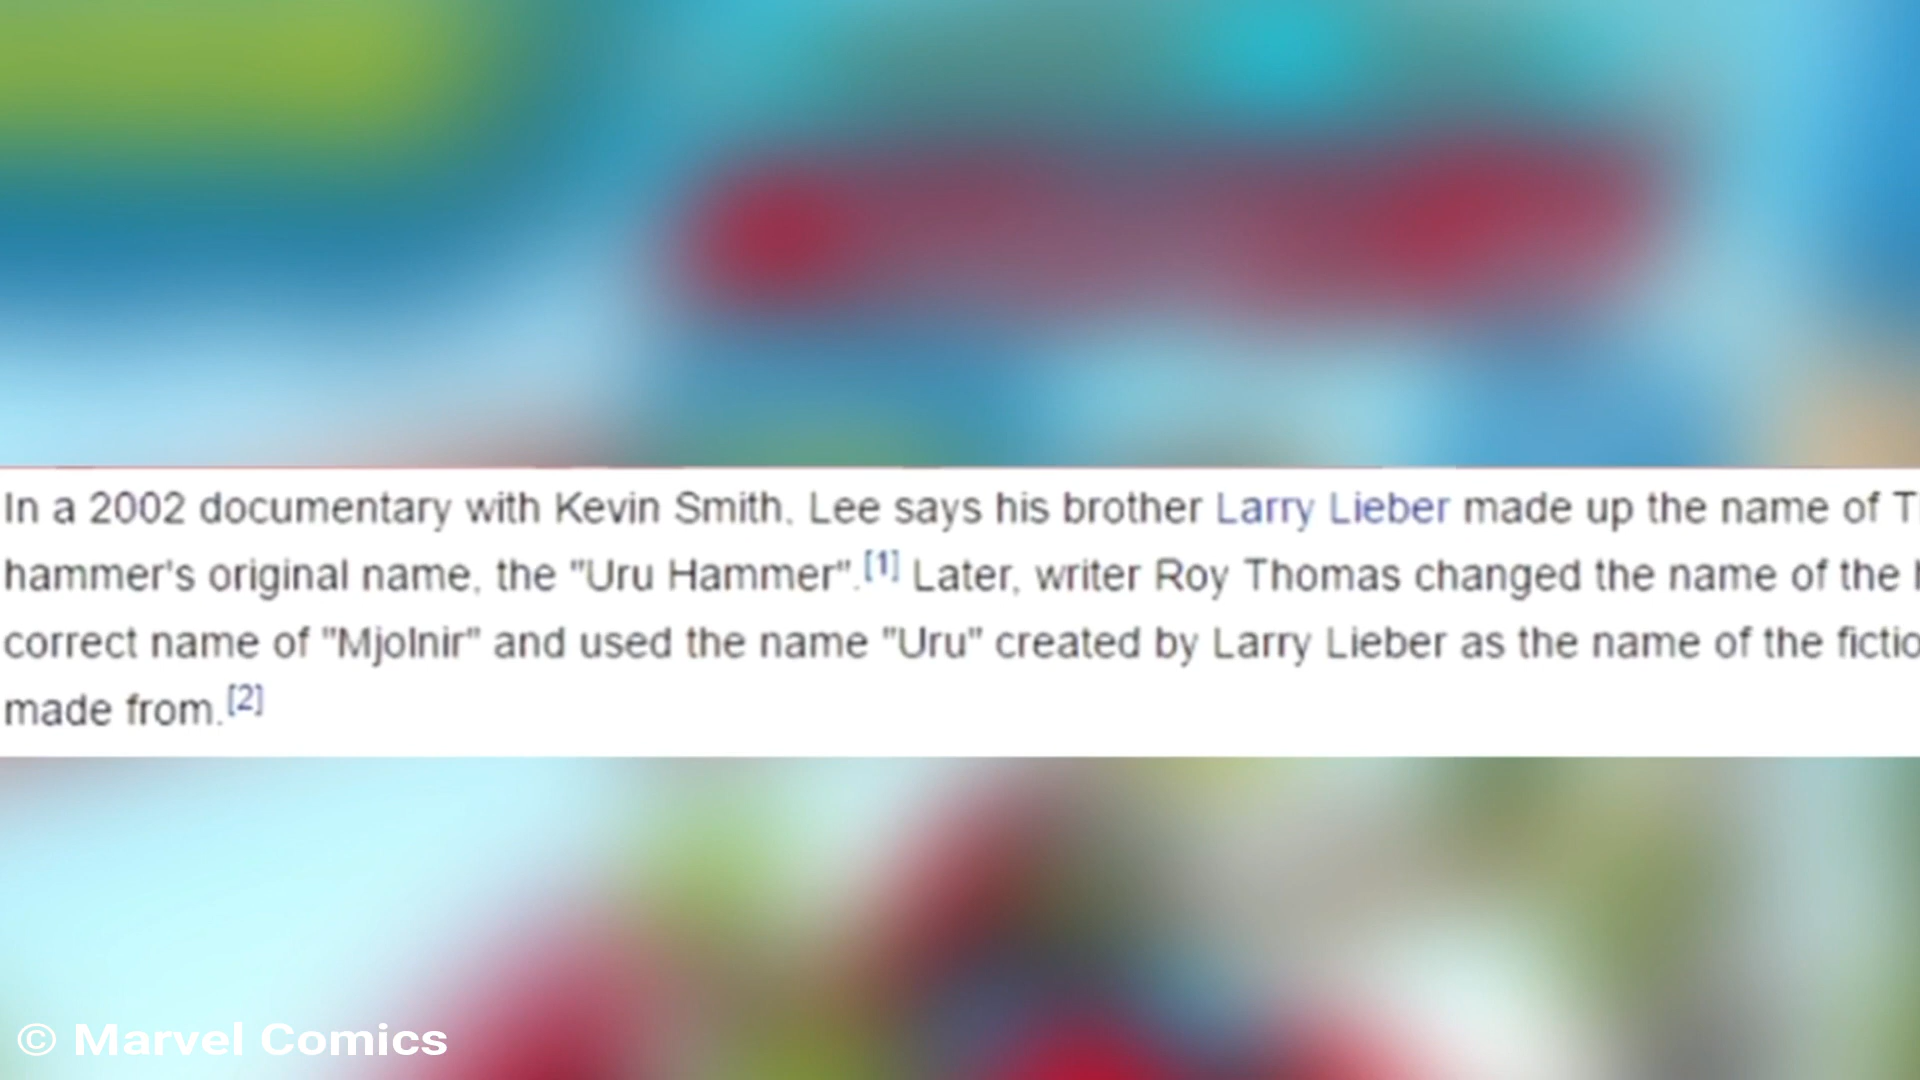 In a 2002 documentary with Kevin Smith, Lee says his brother Larry Lieber made up the name of
hammer's original name, the "Uru Hammer".[1] Later, writer Roy Thomas changed the name of the
correct name of "Mjolnir" and used the name "Uru" created by Larry Lieber as the name of the
made from.[2]
© Marvel Comics